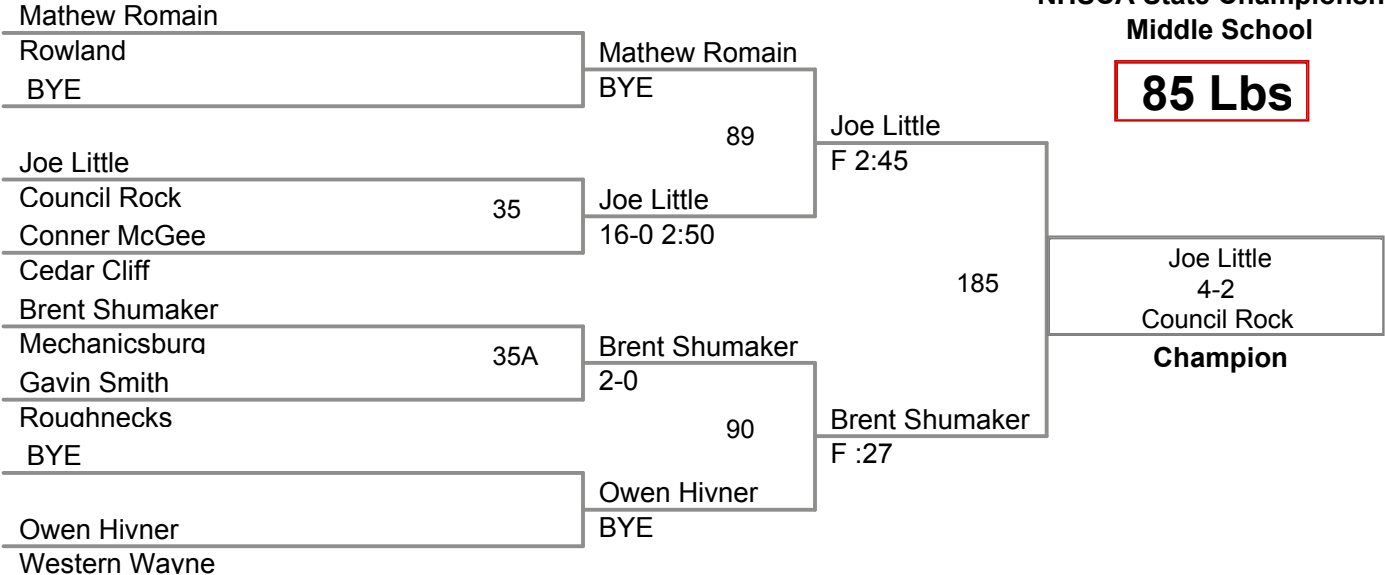 Mathew Romain
Rowland
BYE
Joe Little
Council Rock
35
Conner McGee
Cedar Cliff
Brent Shumaker
Mechanicsburg
35A
Gavin Smith
Roughnecks
BYE
Owen Hivner
Western Wayne
Mathew Romain
BYE
89
Joe Little
16-0 2:50
Brent Shumaker
2-0
90
Owen Hivner
BYE
Joe Little
F 2:45
185
Brent Shumaker
F :27
State
Middle School
85 Lbs
Joe Little
4-2
Council Rock
Champion